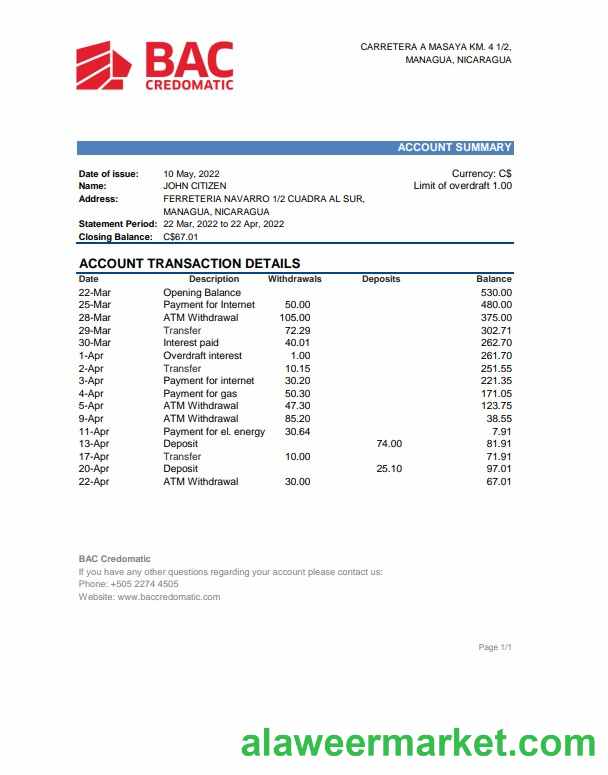 BAC
CREDOMATIC
CARRETERA A MASAYA KM. 4 1/2,
MANAGUA, NICARAGUA
ACCOUNT SUMMARY
Date of issue: 10 May, 2022 Currency: C$
Name: JOHN CITIZEN Limit of overdraft 1.00
Address: FERRETERIA NAVARRO 1/2 CUADRA AL SUR,
MANAGUA, NICARAGUA
Statement Period: 22 Mar, 2022 to 22 Apr, 2022
Closing Balance: C$67.01
ACCOUNT TRANSACTION DETAILS
Date Description Withdrawals Deposits Balance
22-Mar Opening Balance 530.00
25-Mar Payment for Internet 50.00 480.00
28-Mar ATM Withdrawal 105.00 375.00
29-Mar Transfer 72.29 302.71
30-Mar Interest paid 40.01 262.70
1-Apr Overdraft interest 1.00 261.70
2-Apr Transfer 10.15 251.55
3-Apr Payment for internet 30.20 221.35
4-Apr Payment for gas 50.30 171.05
5-Apr ATM Withdrawal 47.30 123.75
9-Apr ATM Withdrawal 85.20 38.55
11-Apr Payment for el. energy 30.64 7.91
13-Apr Deposit 74.00 81.91
17-Apr Transfer 10.00 71.91
20-Apr Deposit 25.10 97.01
22-Apr ATM Withdrawal 30.00 67.01
BAC Credomatic
If you have any other questions regarding your account please contact us:
Phone: +505 2274 4505
Website: www.baccredomatic.com
Page 1/1
alaweermarket.com